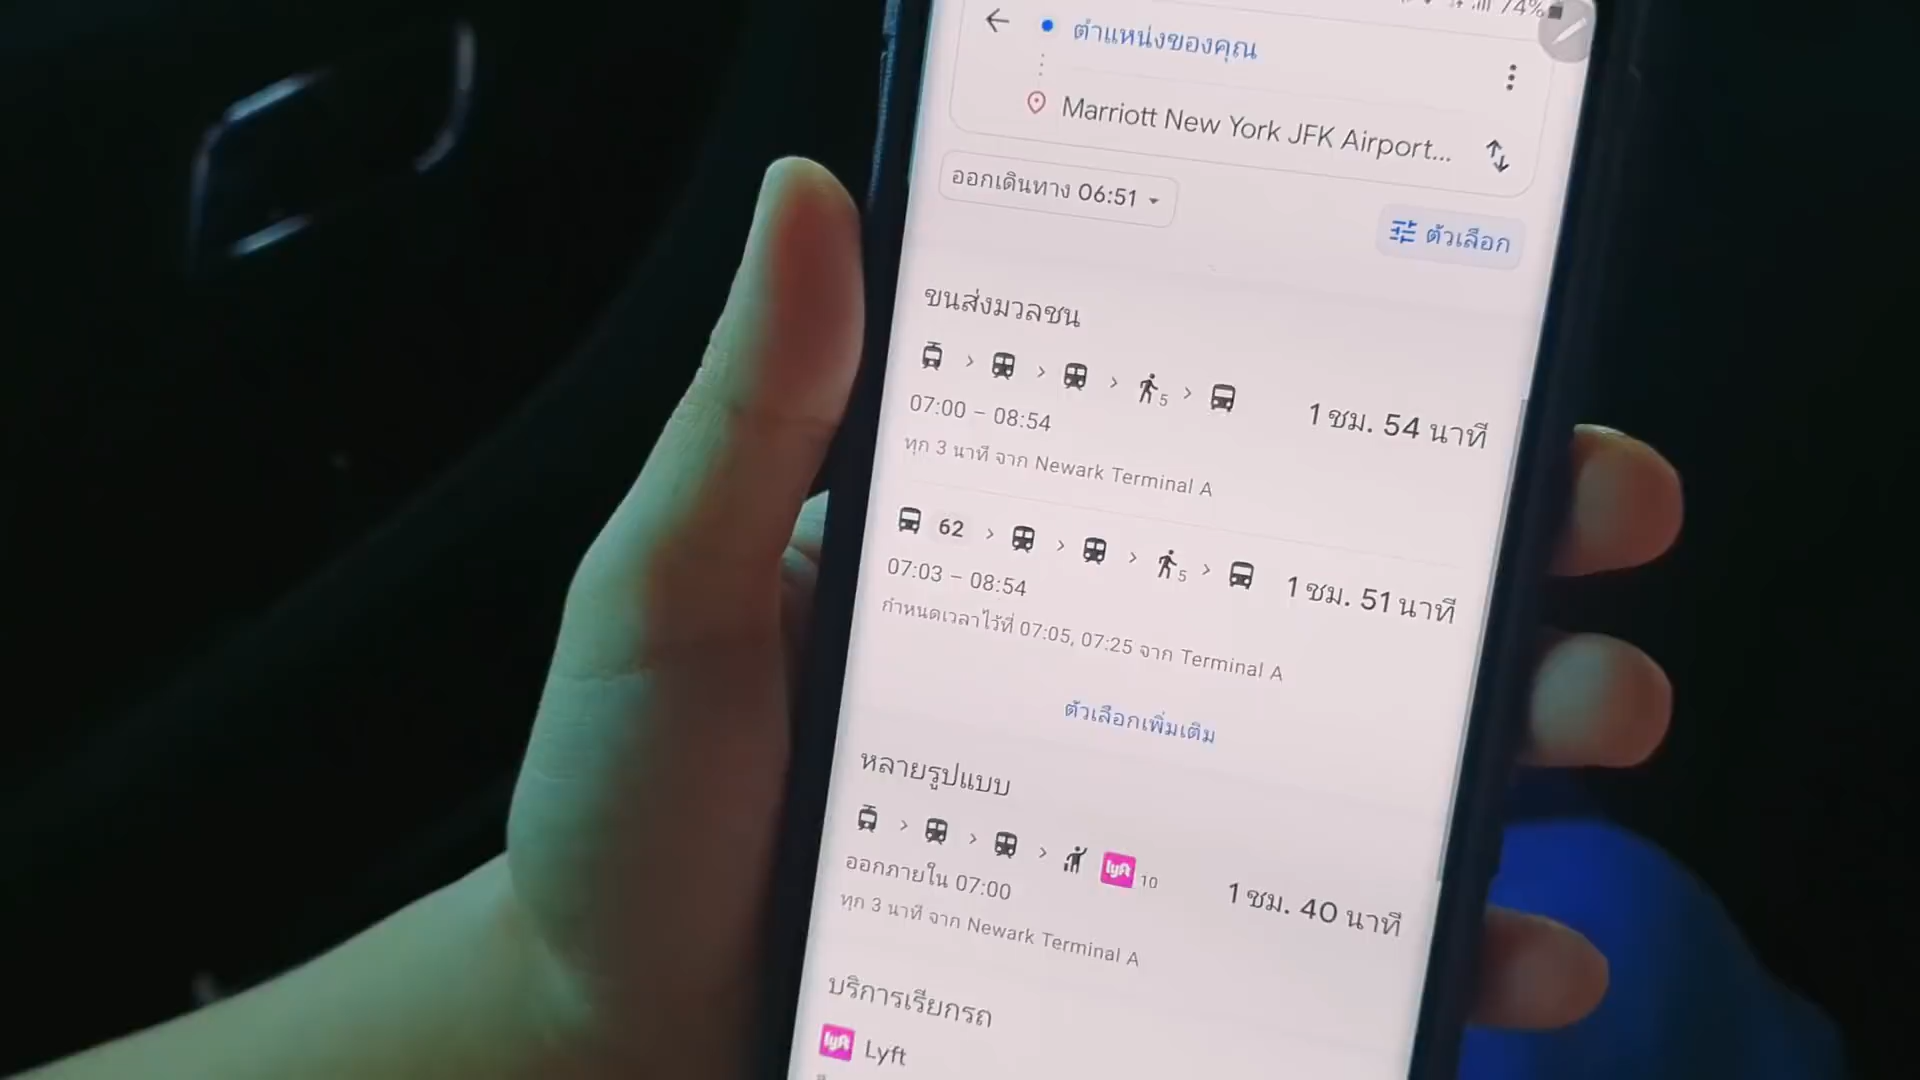 74%
ตำแหน่งของคุณ
Marriott New York JFK Airport...
ออกเดินทาง 06:51
ตัวเลือก
ขนส่งมวลชน
5
07:00 – 08:54
1 ชม. 54 นาที
ทุก 3 นาที จาก Newark Terminal A
62
5
07:03 – 08:54
1 ชม. 51 นาที
กำหนดเวลาไว้ที่ 07:05, 07:25 จาก Terminal A
ตัวเลือกเพิ่มเติม
หลายรูปแบบ
lyft 10
ออกภายใน 07:00
1 ชม. 40 นาที
ทุก 3 นาที จาก Newark Terminal A
บริการเรียกรถ
lyft Lyft